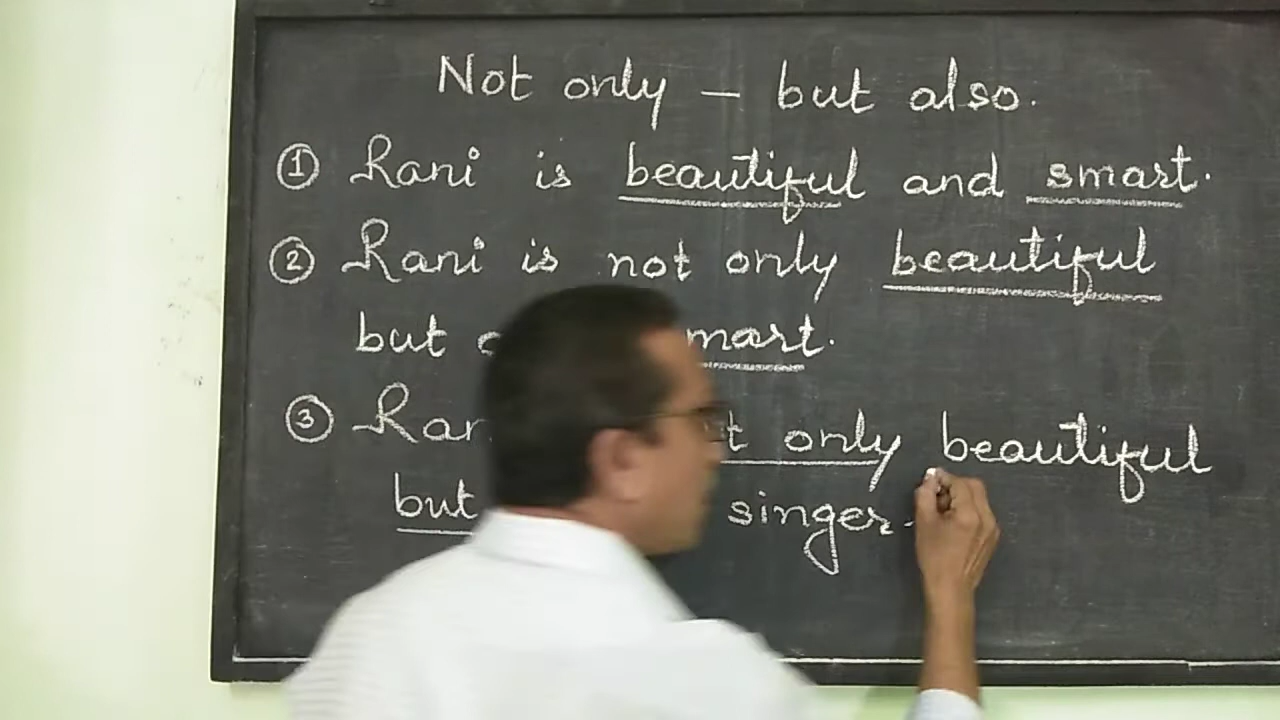 Not only – but also.
① Rani is beautiful and smart.
② Rani is not only beautiful
but smart.
③ only beautiful
but singer.